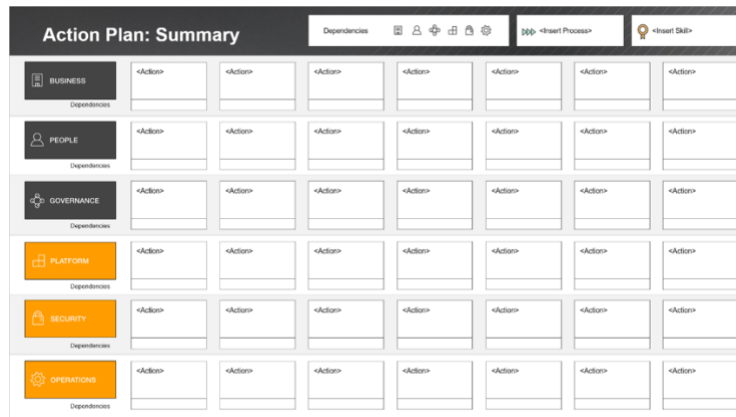 Action Plan: Summary
Dependencies
<Insert Process>
<Insert Skill>
BUSINESS
<Action> <Action> <Action> <Action> <Action> <Action> <Action>
Dependencies
PEOPLE
<Action> <Action> <Action> <Action> <Action> <Action> <Action>
Dependencies
GOVERNANCE
<Action> <Action> <Action> <Action> <Action> <Action> <Action>
Dependencies
PLATFORM
<Action> <Action> <Action> <Action> <Action> <Action> <Action>
Dependencies
SECURITY
<Action> <Action> <Action> <Action> <Action> <Action> <Action>
Dependencies
OPERATIONS
<Action> <Action> <Action> <Action> <Action> <Action> <Action>
Dependencies